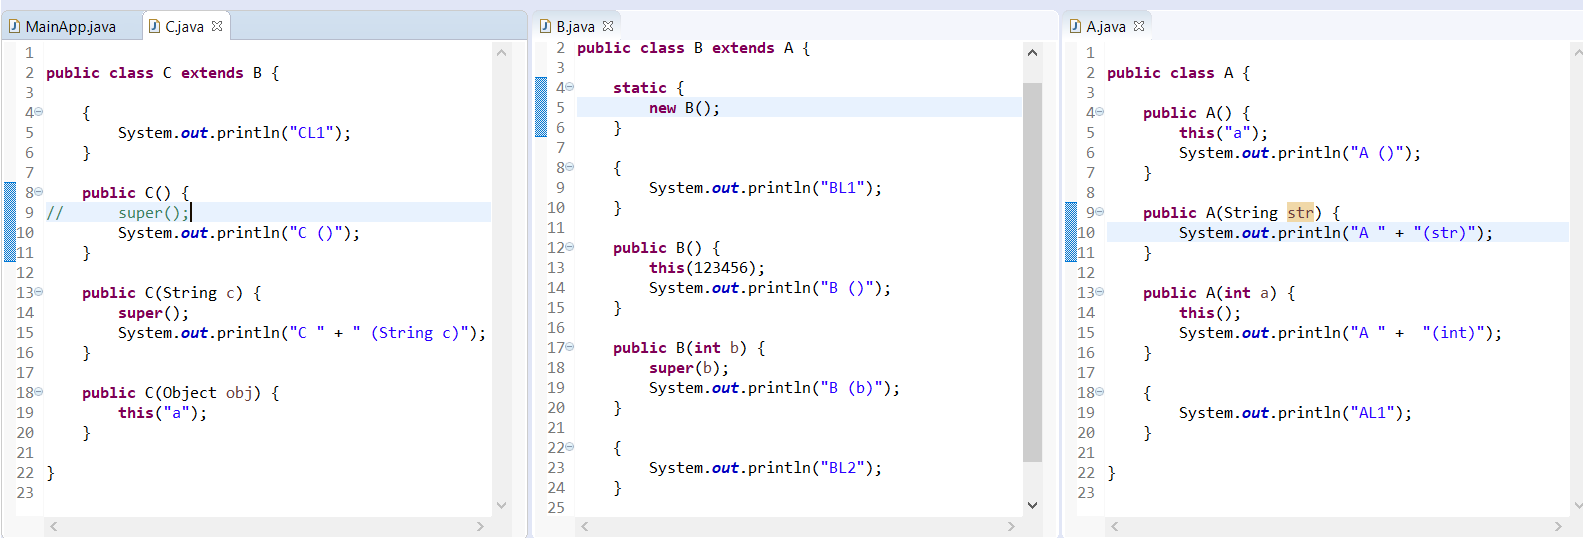 MainApp.java
C.java
1
2 public class C extends B {
3
4 {
5 System.out.println("CL1");
6 }
7
8 public C() {
9 // super();
10 System.out.println("C ()");
11 }
12
13 public C(String c) {
14 super();
15 System.out.println("C " + " (String c)");
16 }
17
18 public C(Object obj) {
19 this("a");
20 }
21
22 }
23
B.java
2 public class B extends A {
3
4 static {
5 new B();
6 }
7
8 {
9 System.out.println("BL1");
10 }
11
12 public B() {
13 this(123456);
14 System.out.println("B ()");
15 }
16
17 public B(int b) {
18 super(b);
19 System.out.println("B (b)");
20 }
21
22 {
23 System.out.println("BL2");
24 }
25
A.java
1
2 public class A {
3
4 public A() {
5 this("a");
6 System.out.println("A ()");
7 }
8
9 public A(String str) {
10 System.out.println("A " + "(str)");
11 }
12
13 public A(int a) {
14 this();
15 System.out.println("A " + "(int)");
16 }
17
18 {
19 System.out.println("AL1");
20 }
21
22 }
23